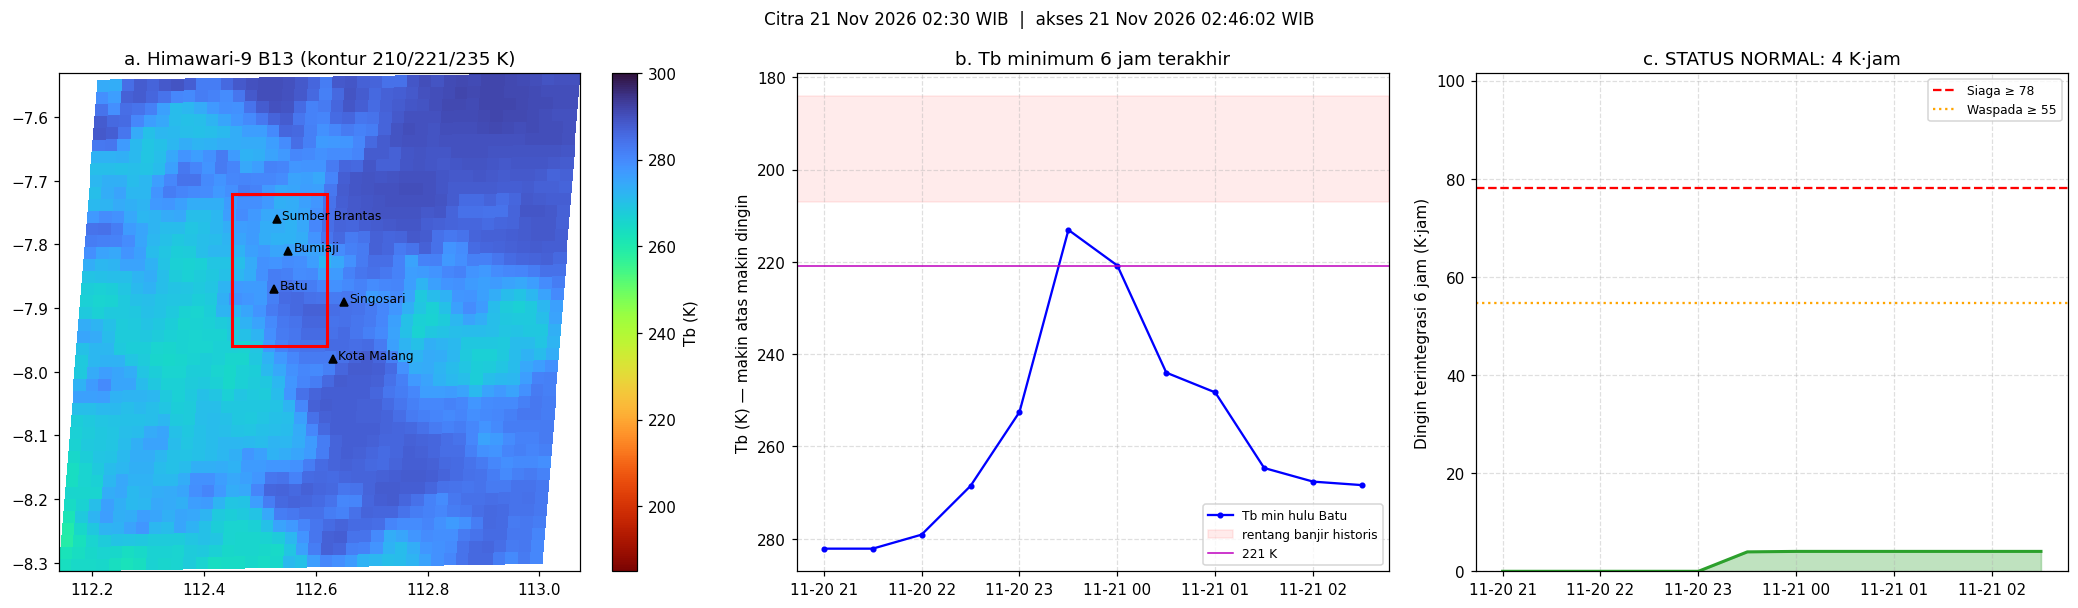 Citra 21 Nov 2026 02:30 WIB | akses 21 Nov 2026 02:46:02 WIB
a. Himawari-9 B13 (kontur 210/221/235 K)
−7.6
−7.7
−7.8
−7.9
−8.0
−8.1
−8.2
−8.3
112.2
112.4
112.6
112.8
113.0
Sumber Brantas
Bumiaji
Batu
Singosari
Kota Malang
300
280
260
240
220
200
Tb (K)
b. Tb minimum 6 jam terakhir
Tb (K) — makin atas makin dingin
180
200
220
240
260
280
11-20 21
11-20 22
11-20 23
11-21 00
11-21 01
11-21 02
Tb min hulu Batu
rentang banjir historis
221 K
c. STATUS NORMAL: 4 K·jam
Dingin terintegrasi 6 jam (K·jam)
100
80
60
40
20
0
11-20 21
11-20 22
11-20 23
11-21 00
11-21 01
11-21 02
Siaga ≥ 78
Waspada ≥ 55